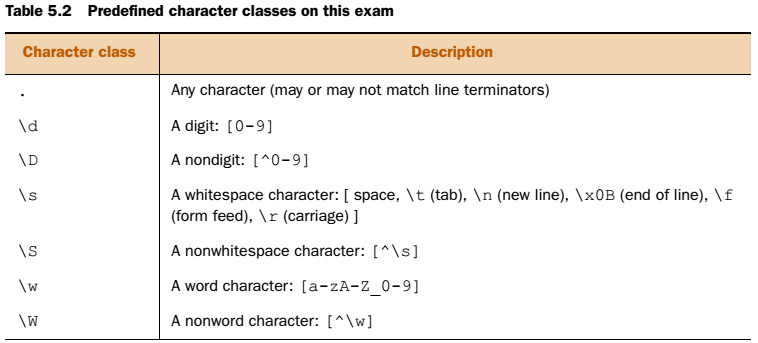 Table 5.2 Predefined character classes on this exam
Character class Description
. Any character (may or may not match line terminators)
\d A digit: [0-9]
\D A nondigit: [^0-9]
\s A whitespace character: [ space, \t (tab), \n (new line), \x0B (end of line), \f
(form feed), \r (carriage) ]
\S A nonwhitespace character: [^\s]
\w A word character: [a-zA-Z_0-9]
\W A nonword character: [^\w]